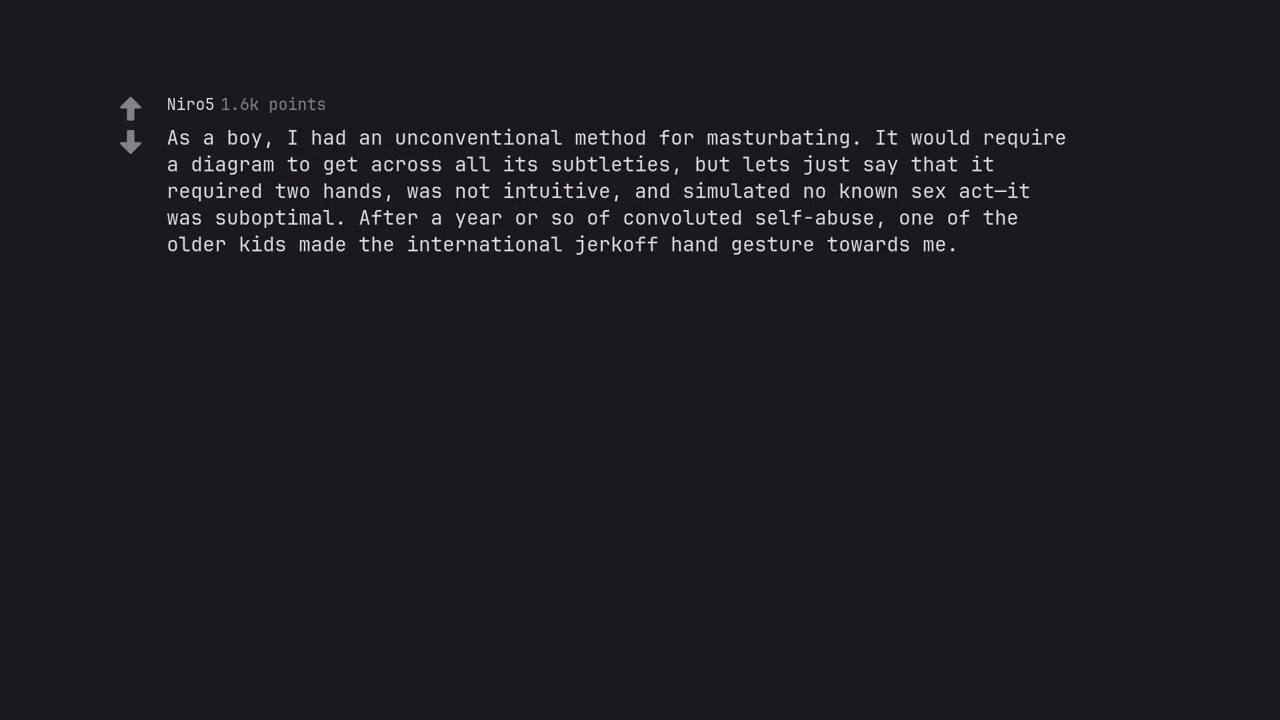 Niro5 1.6k points
As a boy, I had an unconventional method for masturbating. It would require
a diagram to get across all its subtleties, but lets just say that it
required two hands, was not intuitive, and simulated no known sex act—it
was suboptimal. After a year or so of convoluted self-abuse, one of the
older kids made the international jerkoff hand gesture towards me.